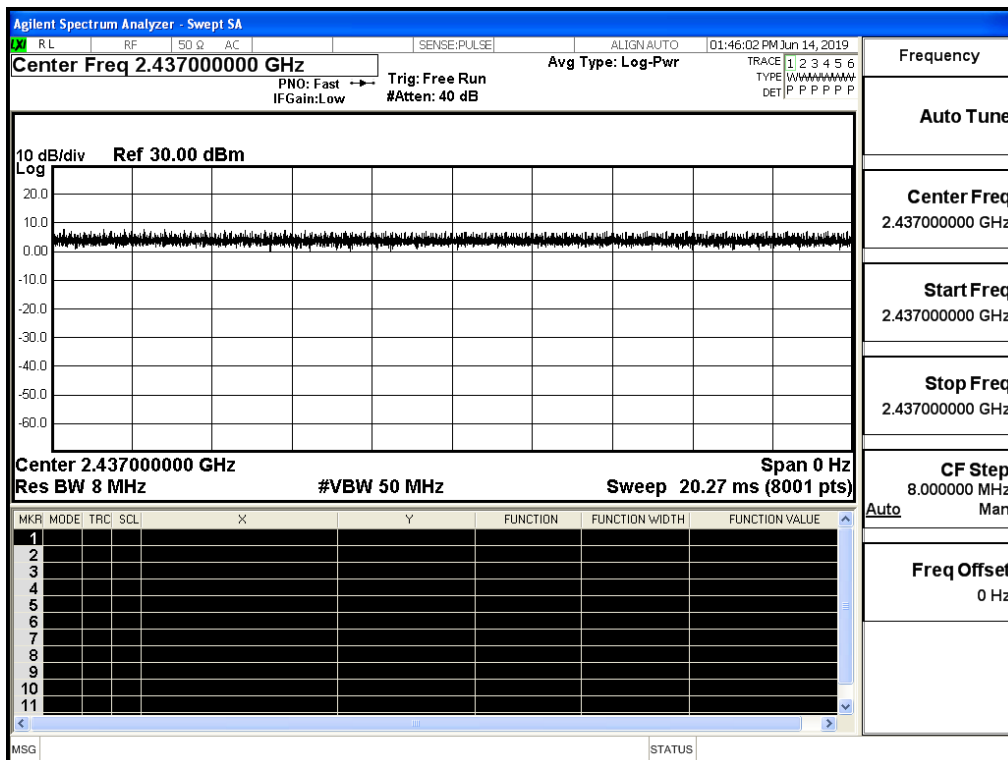 Agilent Spectrum Analyzer - Swept SA
LXI RL RF 50 Ω AC SENSE:PULSE ALIGN AUTO 01:46:02 PM Jun 14, 2019
Center Freq 2.437000000 GHz
PNO: Fast
IFGain:Low
Trig: Free Run
#Atten: 40 dB
Avg Type: Log-Pwr
TRACE 1 2 3 4 5 6
TYPE WWWWWW
DET P P P P P P
10 dB/div Ref 30.00 dBm
Log
20.0
10.0
0.00
-10.0
-20.0
-30.0
-40.0
-50.0
-60.0
Center 2.437000000 GHz Span 0 Hz
Res BW 8 MHz #VBW 50 MHz Sweep 20.27 ms (8001 pts)
MKR MODE TRC SCL X Y FUNCTION FUNCTION WIDTH FUNCTION VALUE
1
2
3
4
5
6
7
8
9
10
11
MSG STATUS
Frequency
Auto Tune
Center Freq
2.437000000 GHz
Start Freq
2.437000000 GHz
Stop Freq
2.437000000 GHz
CF Step
8.000000 MHz
Auto Man
Freq Offset
0 Hz